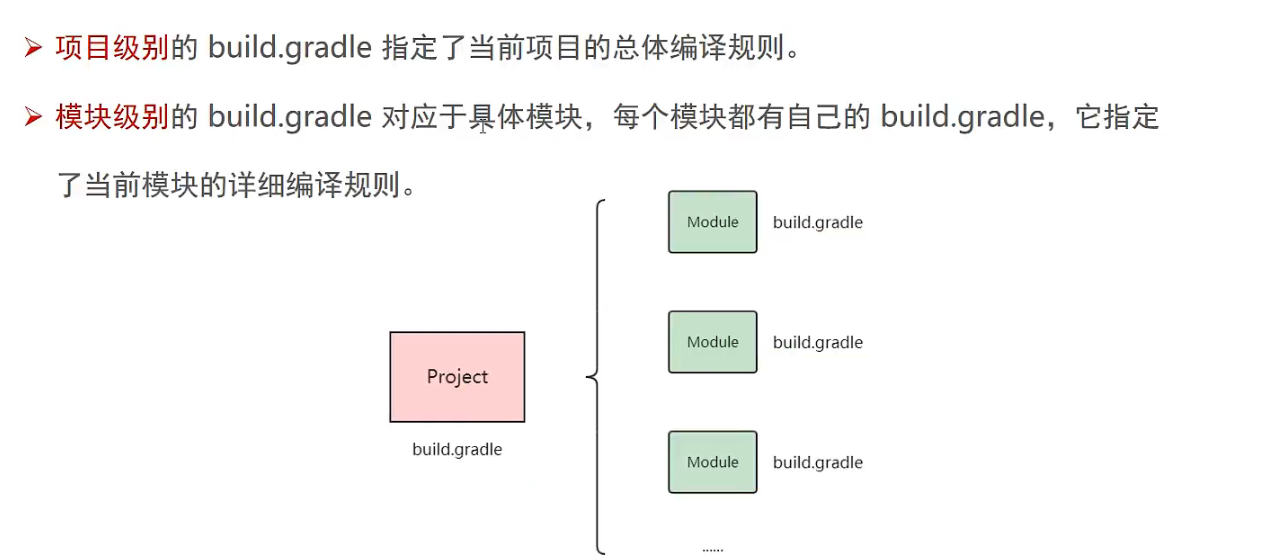 项目级别的 build.gradle 指定了当前项目的总体编译规则。
模块级别的 build.gradle 对应于具体模块，每个模块都有自己的 build.gradle，它指定
了当前模块的详细编译规则。
Module build.gradle
Module build.gradle
Project
build.gradle
Module build.gradle
......